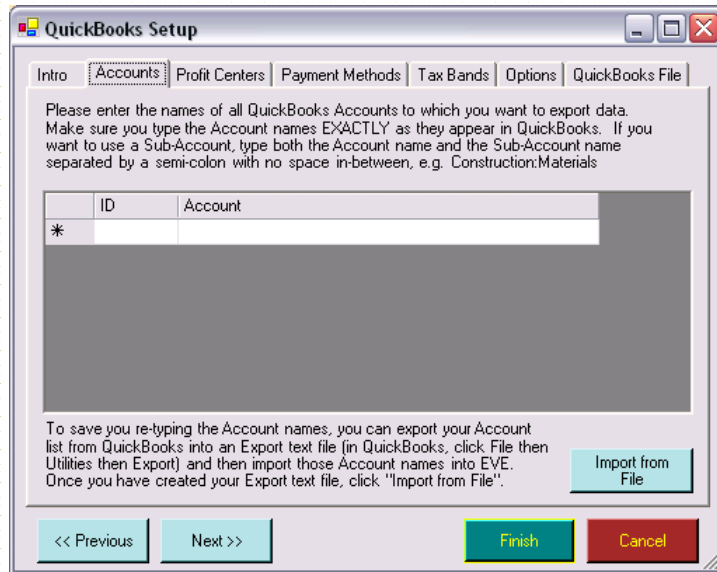 QuickBooks Setup
Intro Accounts Profit Centers Payment Methods Tax Bands Options QuickBooks File
Please enter the names of all QuickBooks Accounts to which you want to export data.
Make sure you type the Account names EXACTLY as they appear in QuickBooks. If you
want to use a Sub-Account, type both the Account name and the Sub-Account name
separated by a semi-colon with no space in-between, e.g. Construction:Materials
ID Account
*
To save you re-typing the Account names, you can export your Account
list from QuickBooks into an Export text file (in QuickBooks, click File then
Utilities then Export) and then import those Account names into EVE.
Once you have created your Export text file, click "Import from File".
Import from
File
<< Previous Next >> Finish Cancel